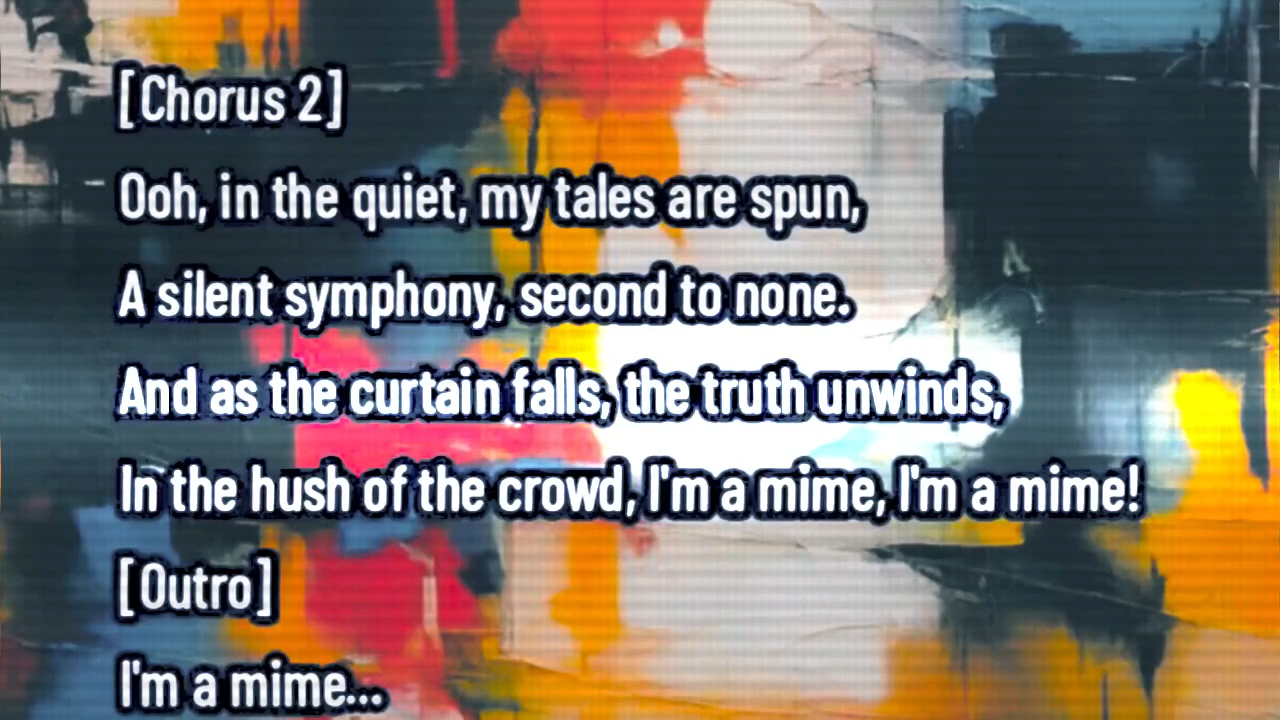 [Chorus 2]
Ooh, in the quiet, my tales are spun,
A silent symphony, second to none.
And as the curtain falls, the truth unwinds,
In the hush of the crowd, I'm a mime, I'm a mime!
[Outro]
I'm a mime...